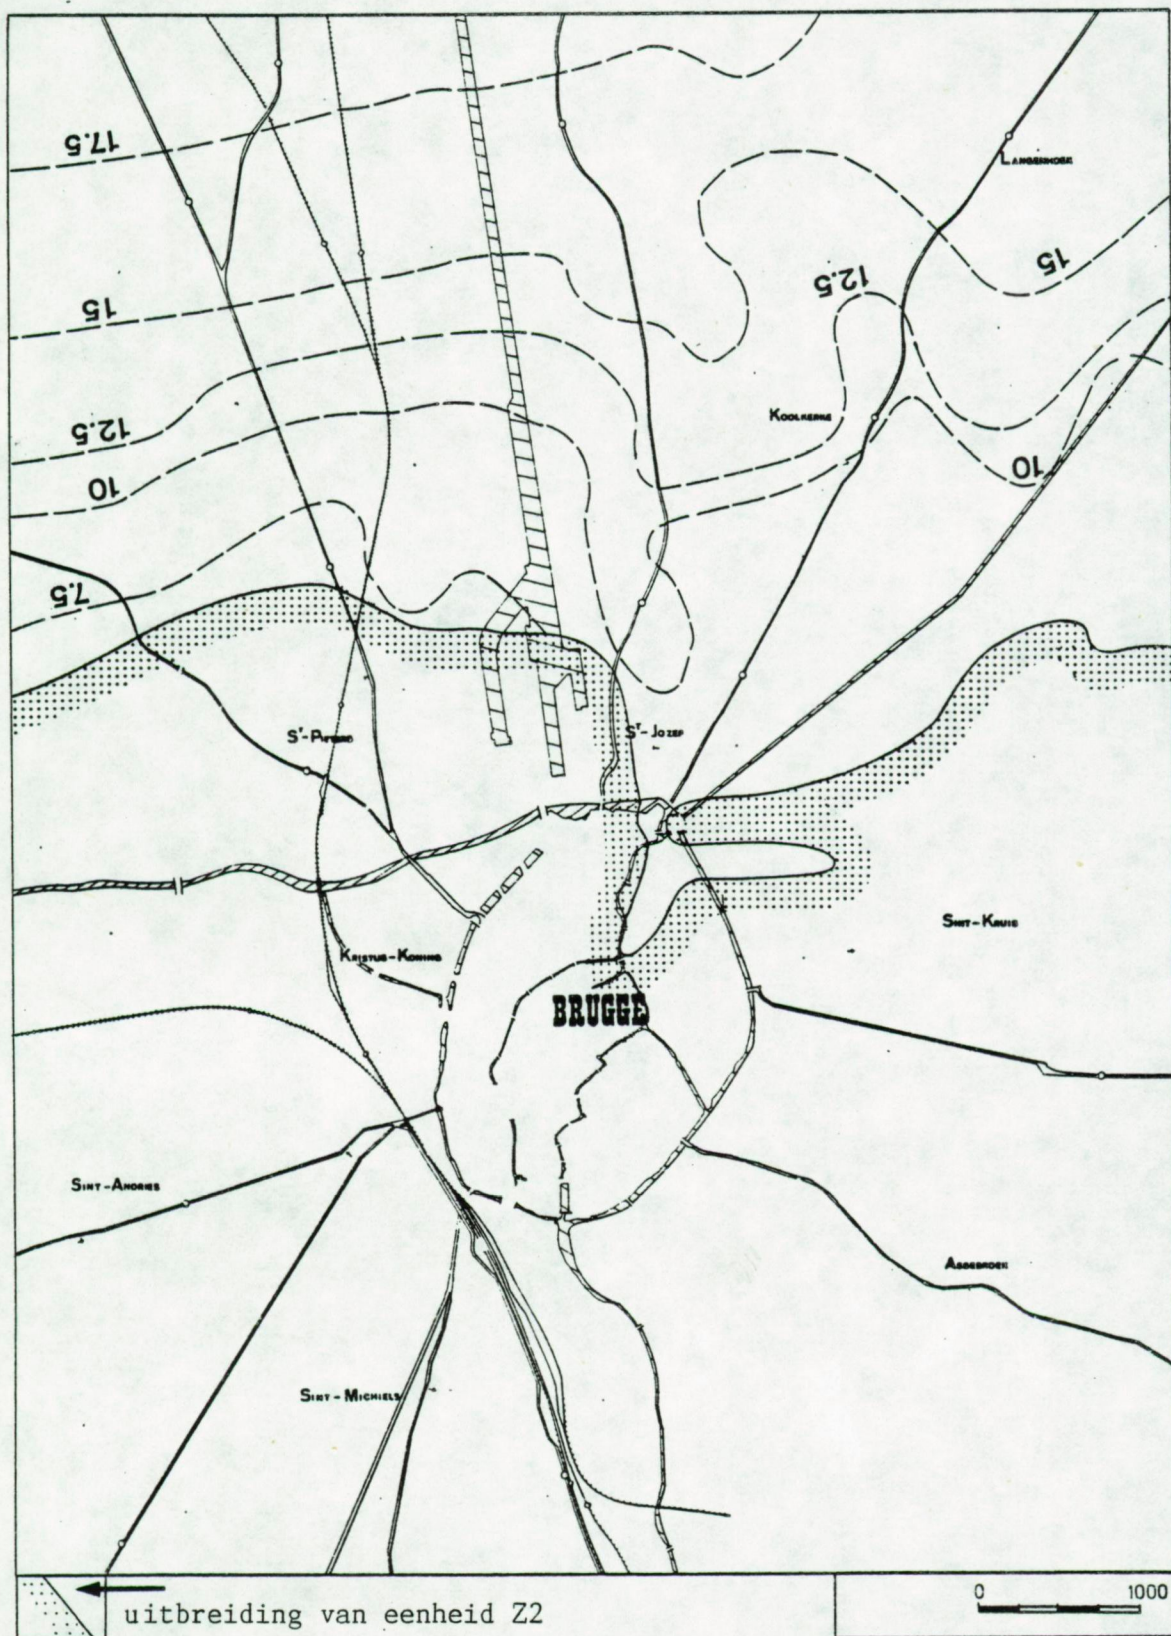 17.5
LANGERHOEK
15
12.5
15
KOOLKERKE
12.5
10
10
7.5
ST-PIETERS
ST-JOZEF
SINT-KRUIS
KRISTUS-KONING
BRUGGE
SINT-ANDRIES
ASSEBROEK
SINT-MICHIELS
uitbreiding van eenheid Z2
0 1000